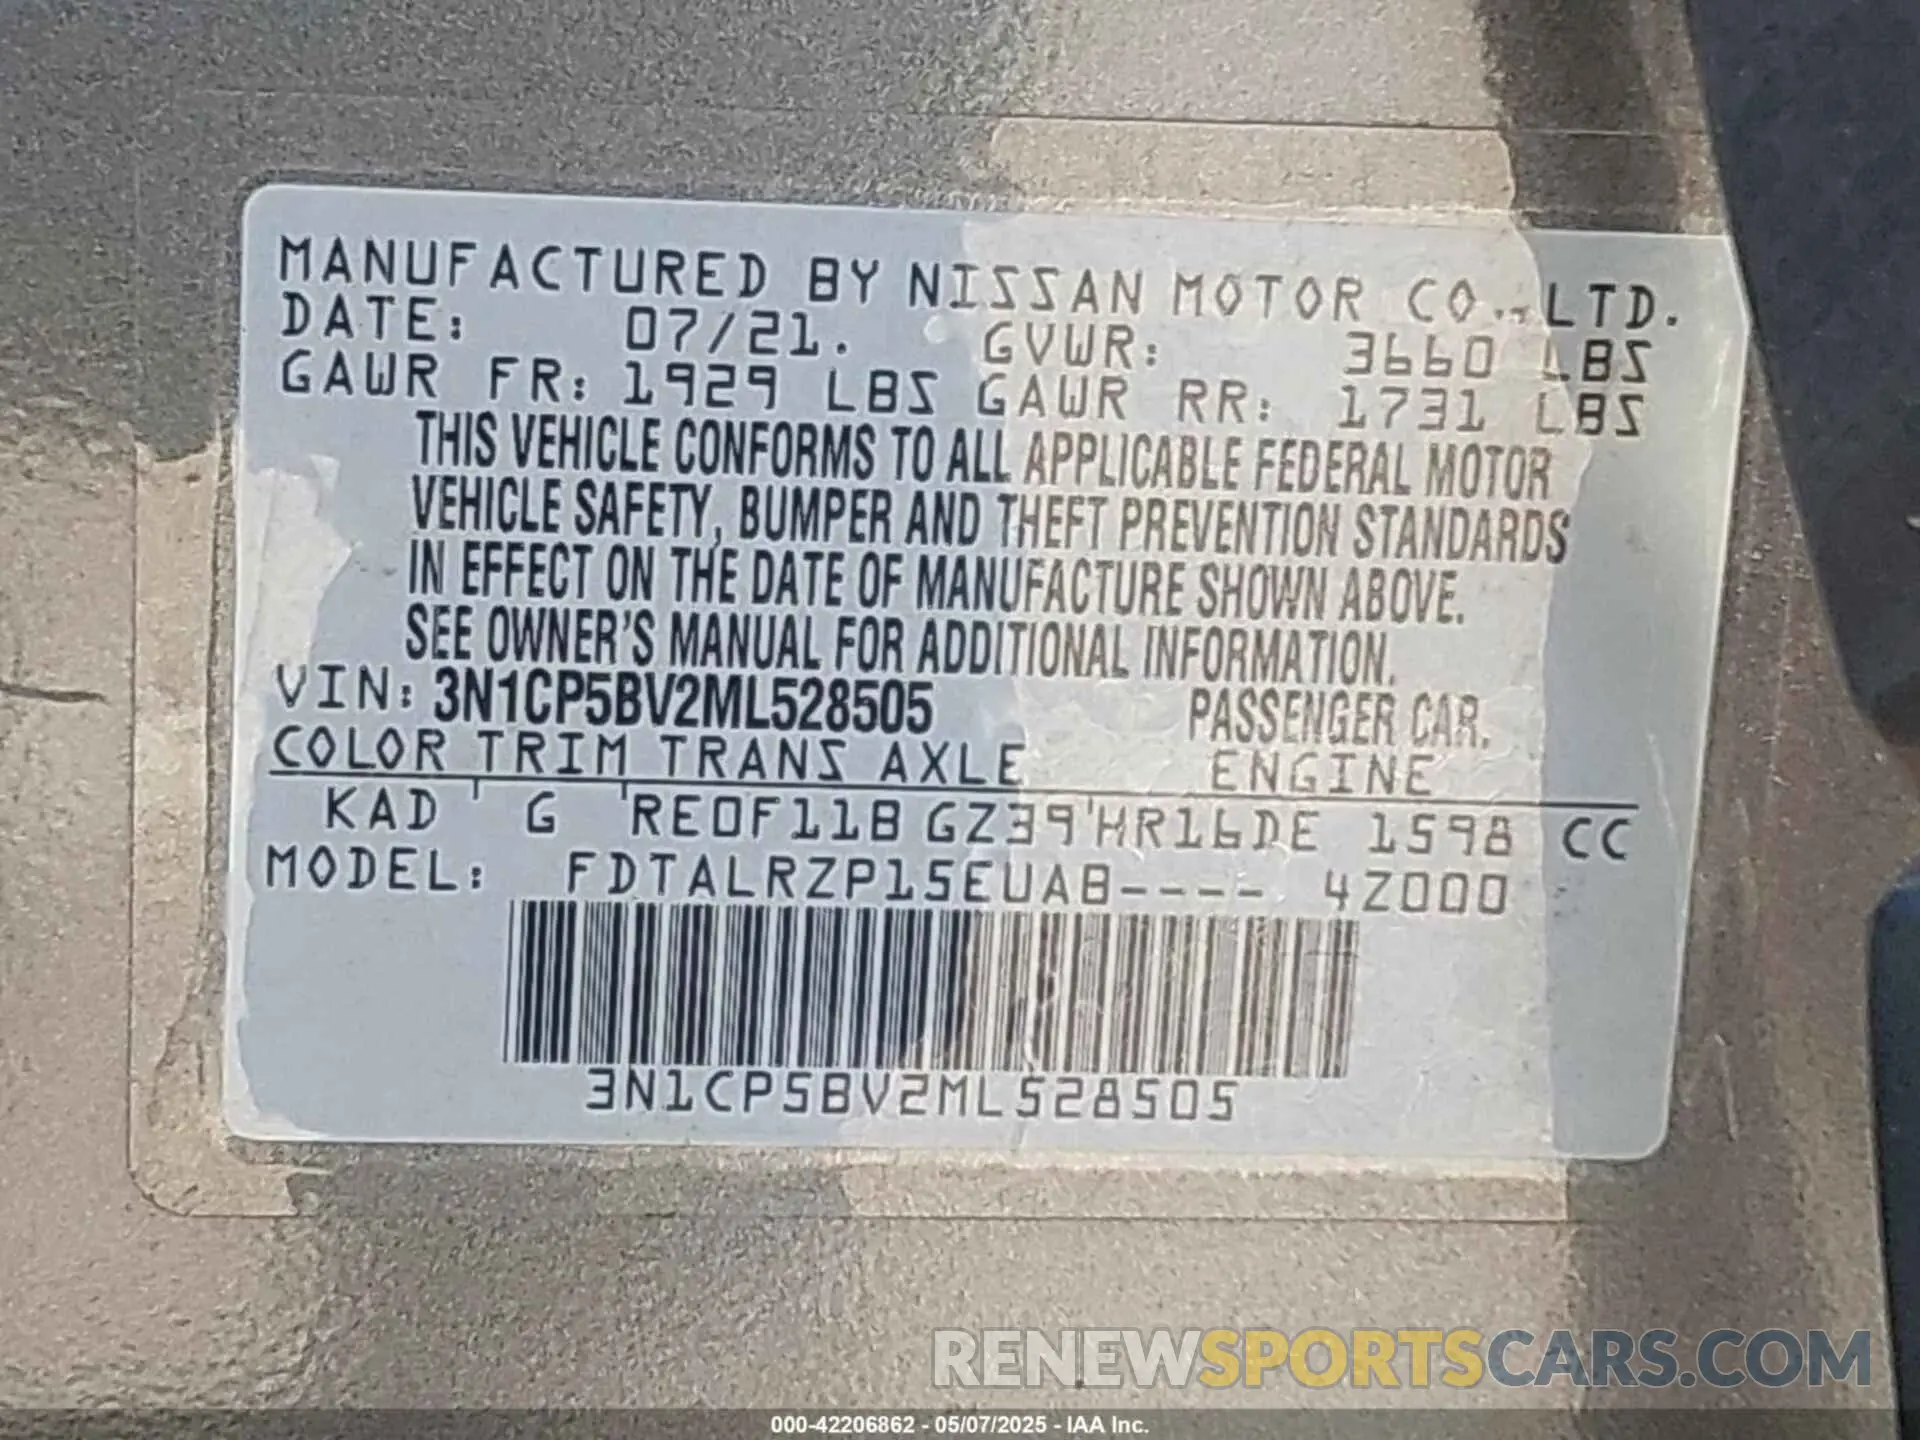 MANUFACTURED BY NISSAN MOTOR CO., LTD.
DATE: 07/21. GVWR: 3660 LBS
GAWR FR: 1929 LBS GAWR RR: 1731 LBS
THIS VEHICLE CONFORMS TO ALL APPLICABLE FEDERAL MOTOR
VEHICLE SAFETY, BUMPER AND THEFT PREVENTION STANDARDS
IN EFFECT ON THE DATE OF MANUFACTURE SHOWN ABOVE.
SEE OWNER'S MANUAL FOR ADDITIONAL INFORMATION.
VIN: 3N1CP5BV2ML528505 PASSENGER CAR.
COLOR TRIM TRANS AXLE ENGINE
KAD G RE0F11B GZ39 HR16DE 1598 CC
MODEL: FDTALRZP15EUAB---- 4Z000
3N1CP5BV2ML528505
RENEWSPORTSCARS.COM
000-42206862 - 05/07/2025 - IAA Inc.